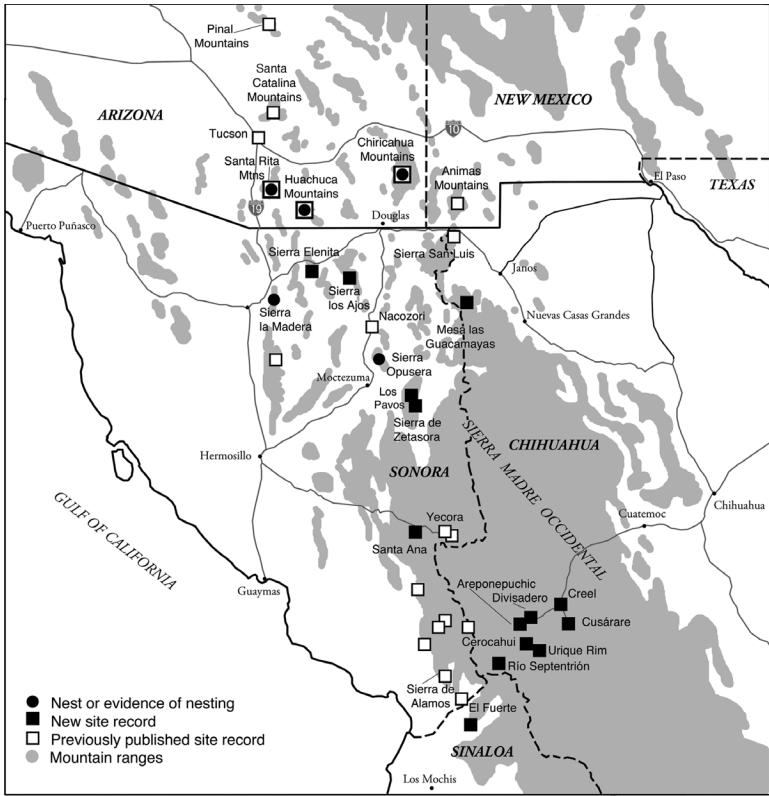 Pinal
Mountains
Santa
Catalina
Mountains
ARIZONA
NEW MEXICO
10
Tucson
Chiricahua
Mountains
Santa Rita
Mtns
Huachuca
Mountains
Animas
Mountains
El Paso
TEXAS
19
Douglas
Puerto Puñasco
Sierra Elenita
Sierra San Luis
Janos
Sierra
los Ajos
Sierra
la Madera
Nacozori
Mesa las
Guacamayas
Nuevas Casas Grandes
Sierra
Opusera
Moctezuma
Los
Pavos
Sierra de
Zetasora
SIERRA MADRE OCCIDENTAL
CHIHUAHUA
Hermosillo
SONORA
GULF OF CALIFORNIA
Chihuahua
Cuatemoc
Yecora
Santa Ana
Areponepuchic
Divisadero
Creel
Guaymas
Cusárare
Cerocahui
Urique Rim
Río Septentrión
Sierra de
Alamos
El Fuerte
Nest or evidence of nesting
New site record
Previously published site record
Mountain ranges
SINALOA
Los Mochis